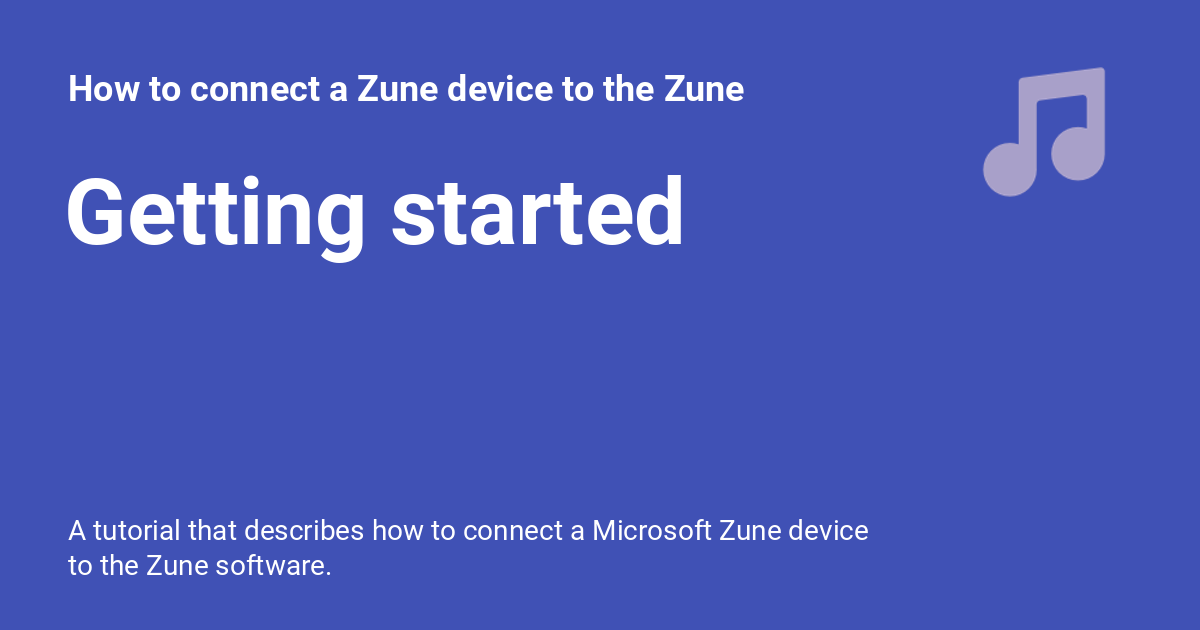 How to connect a Zune device to the Zune
Getting started
A tutorial that describes how to connect a Microsoft Zune device
to the Zune software.